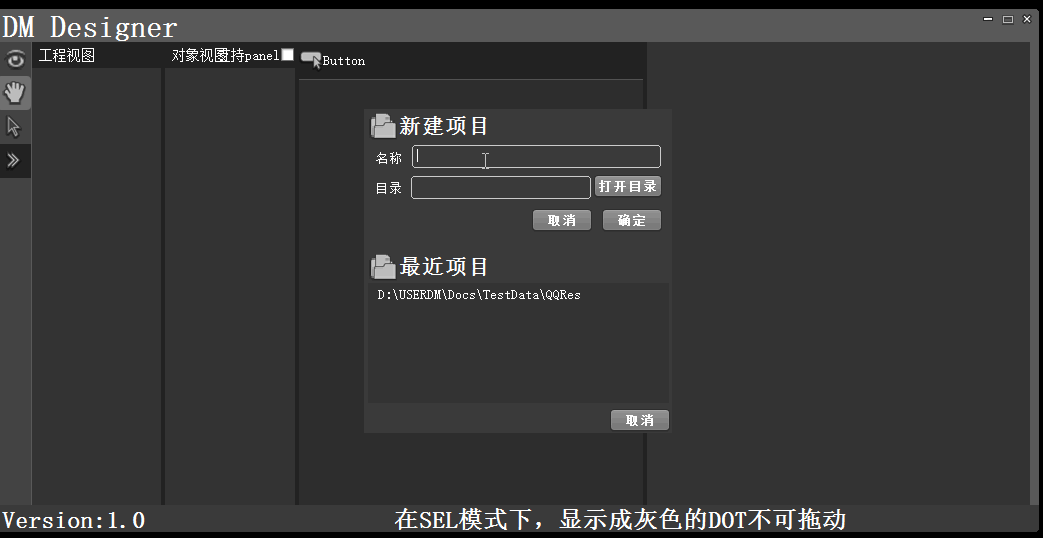 DM Designer
工程视图
对象视图
支持panel
Button
新建项目
名称
目录
打开目录
取消
确定
最近项目
D:\USERDM\Docs\TestData\QQRes
取消
Version:1.0
在SEL模式下，显示成灰色的DOT不可拖动